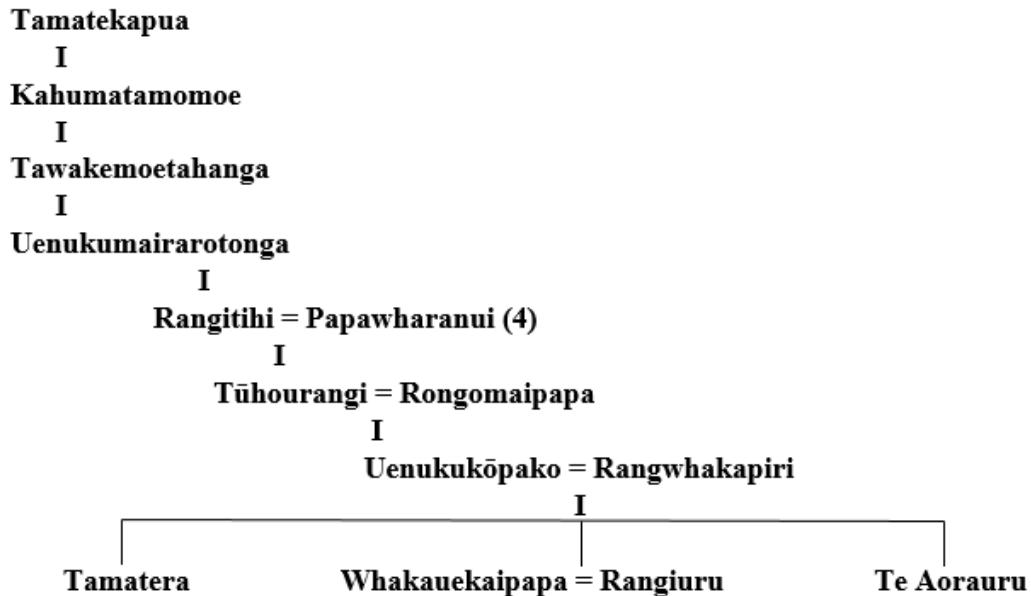 Tamatekapua
I
Kahumatamomoe
I
Tawakemoetahanga
I
Uenukumairarotonga
I
Rangitihi = Papawharanui (4)
I
Tūhourangi = Rongomaipapa
I
Uenukukōpako = Rangwhakapiri
I
Tamatera Whakauekaipapa = Rangiuru Te Aorauru